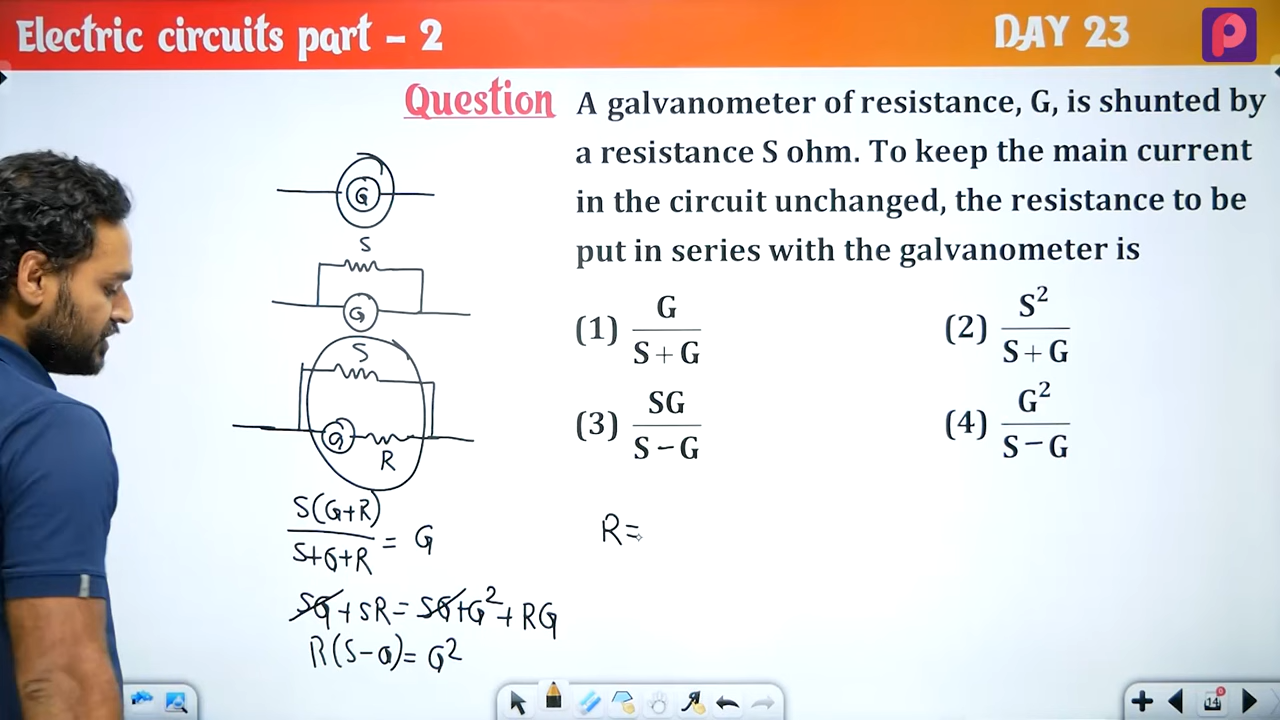 Electric circuits part – 2
DAY 23
Question A galvanometer of resistance, G, is shunted by
a resistance S ohm. To keep the main current
in the circuit unchanged, the resistance to be
put in series with the galvanometer is
(1) G / S + G
(2) S² / S + G
(3) SG / S – G
(4) G² / S – G
G
S
G
S
G
R
S(G+R) / S+G+R = G
SG + SR = SG + G² + RG
R(S-G) = G²
R=
14